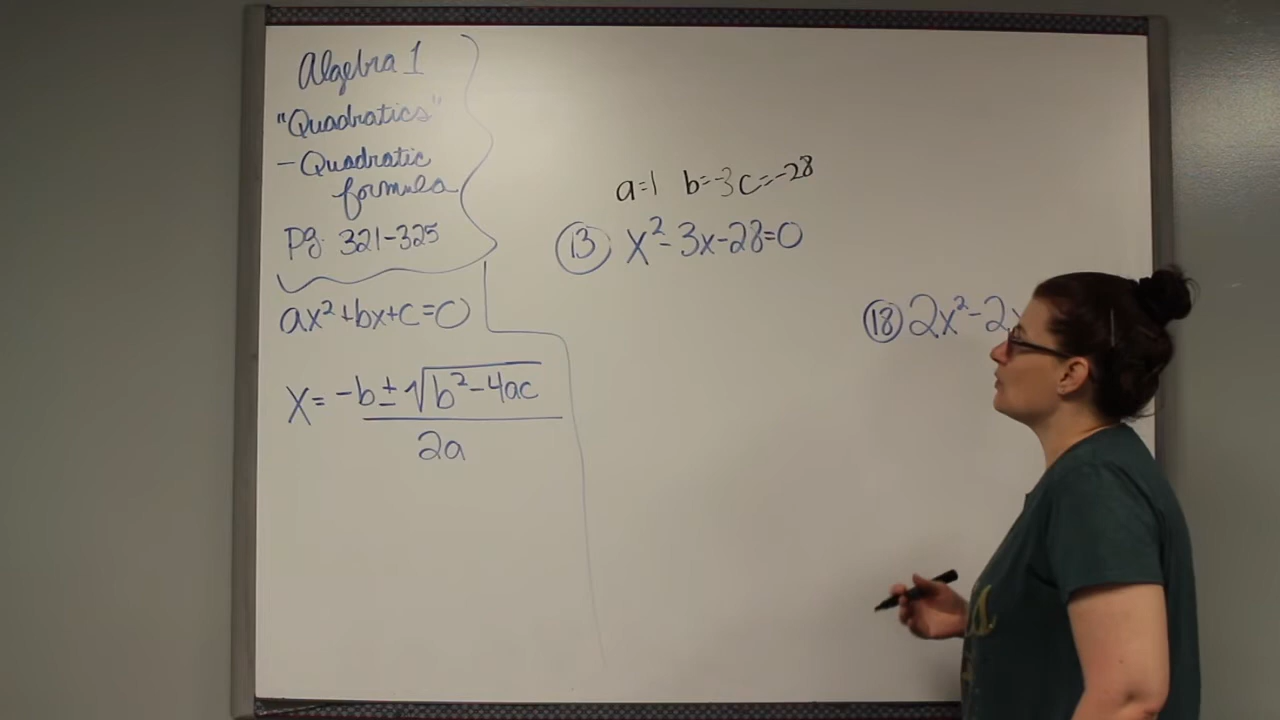 Algebra 1
"Quadratics"
- Quadratic
formula
Pg. 321-325
ax²+bx+c=0
x= -b±√b²-4ac
2a
a=1 b=-3 c=-28
⑬ x²-3x-28=0
⑱ 2x²-2x